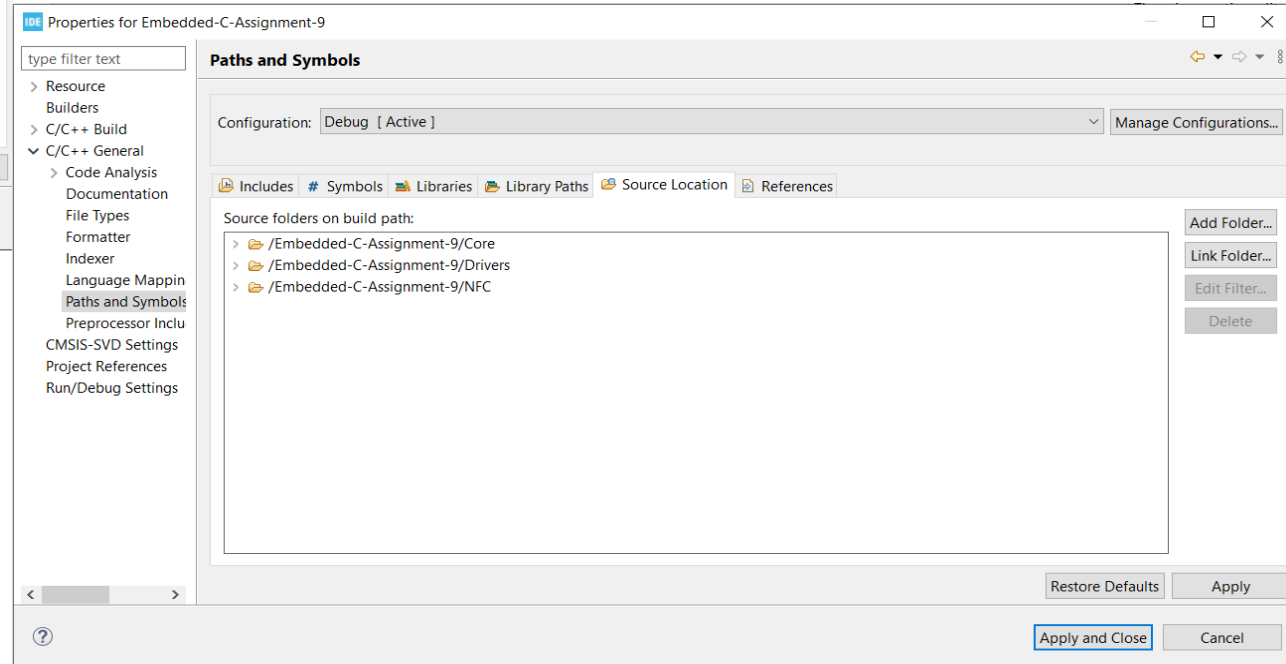 IDE Properties for Embedded-C-Assignment-9
type filter text
Resource
Builders
C/C++ Build
C/C++ General
Code Analysis
Documentation
File Types
Formatter
Indexer
Language Mappin
Paths and Symbols
Preprocessor Inclu
CMSIS-SVD Settings
Project References
Run/Debug Settings
Paths and Symbols
Configuration: Debug [ Active ] Manage Configurations...
Includes # Symbols Libraries Library Paths Source Location References
Source folders on build path:
/Embedded-C-Assignment-9/Core
/Embedded-C-Assignment-9/Drivers
/Embedded-C-Assignment-9/NFC
Add Folder...
Link Folder...
Edit Filter...
Delete
Restore Defaults Apply
Apply and Close Cancel